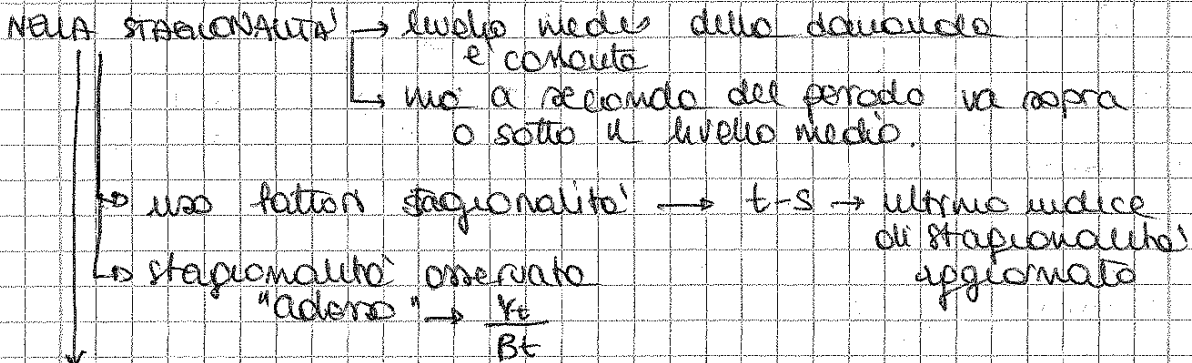 NELLA STAGIONALITA' → livello medio della domanda
è costante
↳ ma a seconda del periodo va sopra
o sotto il livello medio.
↳ uso fattori stagionalità → t-s → ultimo indice
di stagionalità
↳ stagionalità osservata aggiornato
"adesso" → Yt
Bt